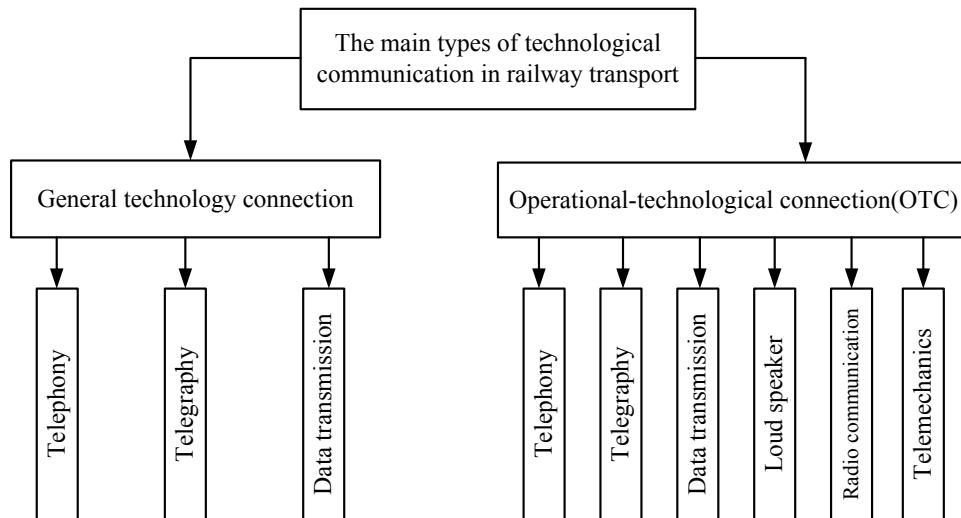 The main types of technological
communication in railway transport
General technology connection
Operational-technological connection(OTC)
Telephony
Telegraphy
Data transmission
Telephony
Telegraphy
Data transmission
Loud speaker
Radio communication
Telemechanics